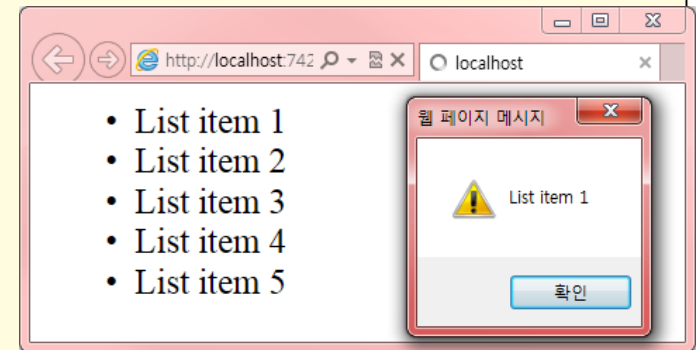 http://localhost:742
localhost
• List item 1
• List item 2
• List item 3
• List item 4
• List item 5
웹 페이지 메시지
List item 1
확인